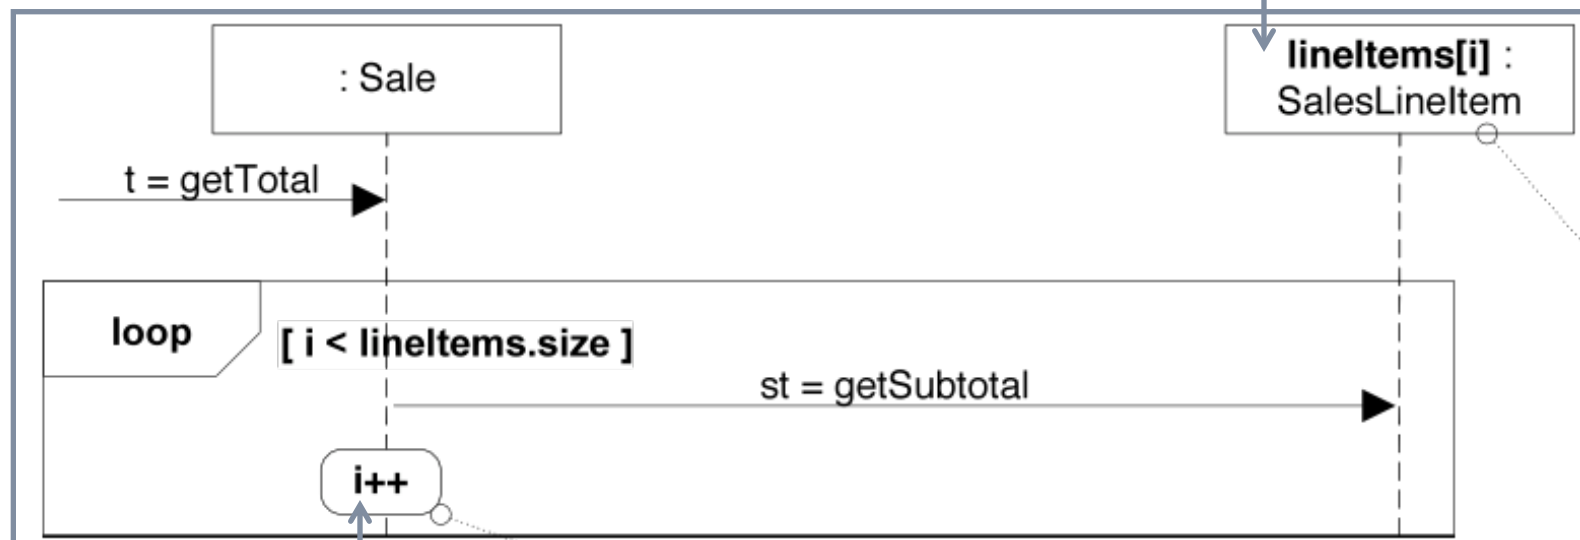 : Sale
lineItems[i] :
SalesLineItem
t = getTotal
loop
[ i < lineItems.size ]
st = getSubtotal
i++